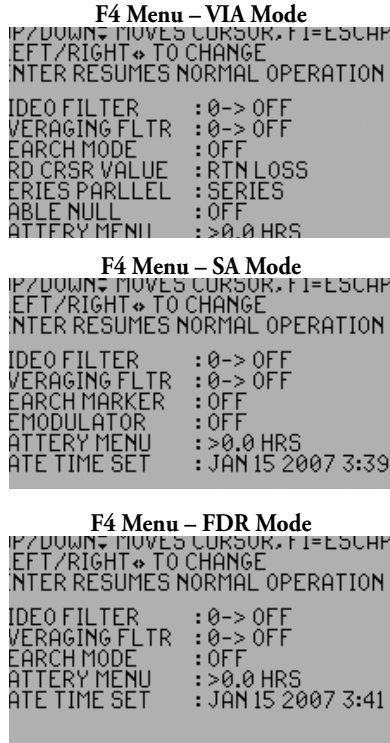 F4 Menu – VIA Mode
P/DOWN⬍ MOVES CURSOR, F1=ESCAP
EFT/RIGHT⬌ TO CHANGE
NTER RESUMES NORMAL OPERATION
IDEO FILTER :0-> OFF
VERAGING FLTR :0-> OFF
EARCH MODE :OFF
RD CRSR VALUE :RTN LOSS
ERIES PARLLEL :SERIES
ABLE NULL :OFF
ATTERY MENU :>0.0 HRS
F4 Menu – SA Mode
P/DOWN⬍ MOVES CURSOR, F1=ESCAP
EFT/RIGHT⬌ TO CHANGE
NTER RESUMES NORMAL OPERATION
IDEO FILTER :0-> OFF
VERAGING FLTR :0-> OFF
EARCH MARKER :OFF
EMODULATOR :OFF
ATTERY MENU :>0.0 HRS
ATE TIME SET :JAN 15 2007 3:39
F4 Menu – FDR Mode
P/DOWN⬍ MOVES CURSOR, F1=ESCAP
EFT/RIGHT⬌ TO CHANGE
NTER RESUMES NORMAL OPERATION
IDEO FILTER :0-> OFF
VERAGING FLTR :0-> OFF
EARCH MODE :OFF
ATTERY MENU :>0.0 HRS
ATE TIME SET :JAN 15 2007 3:41